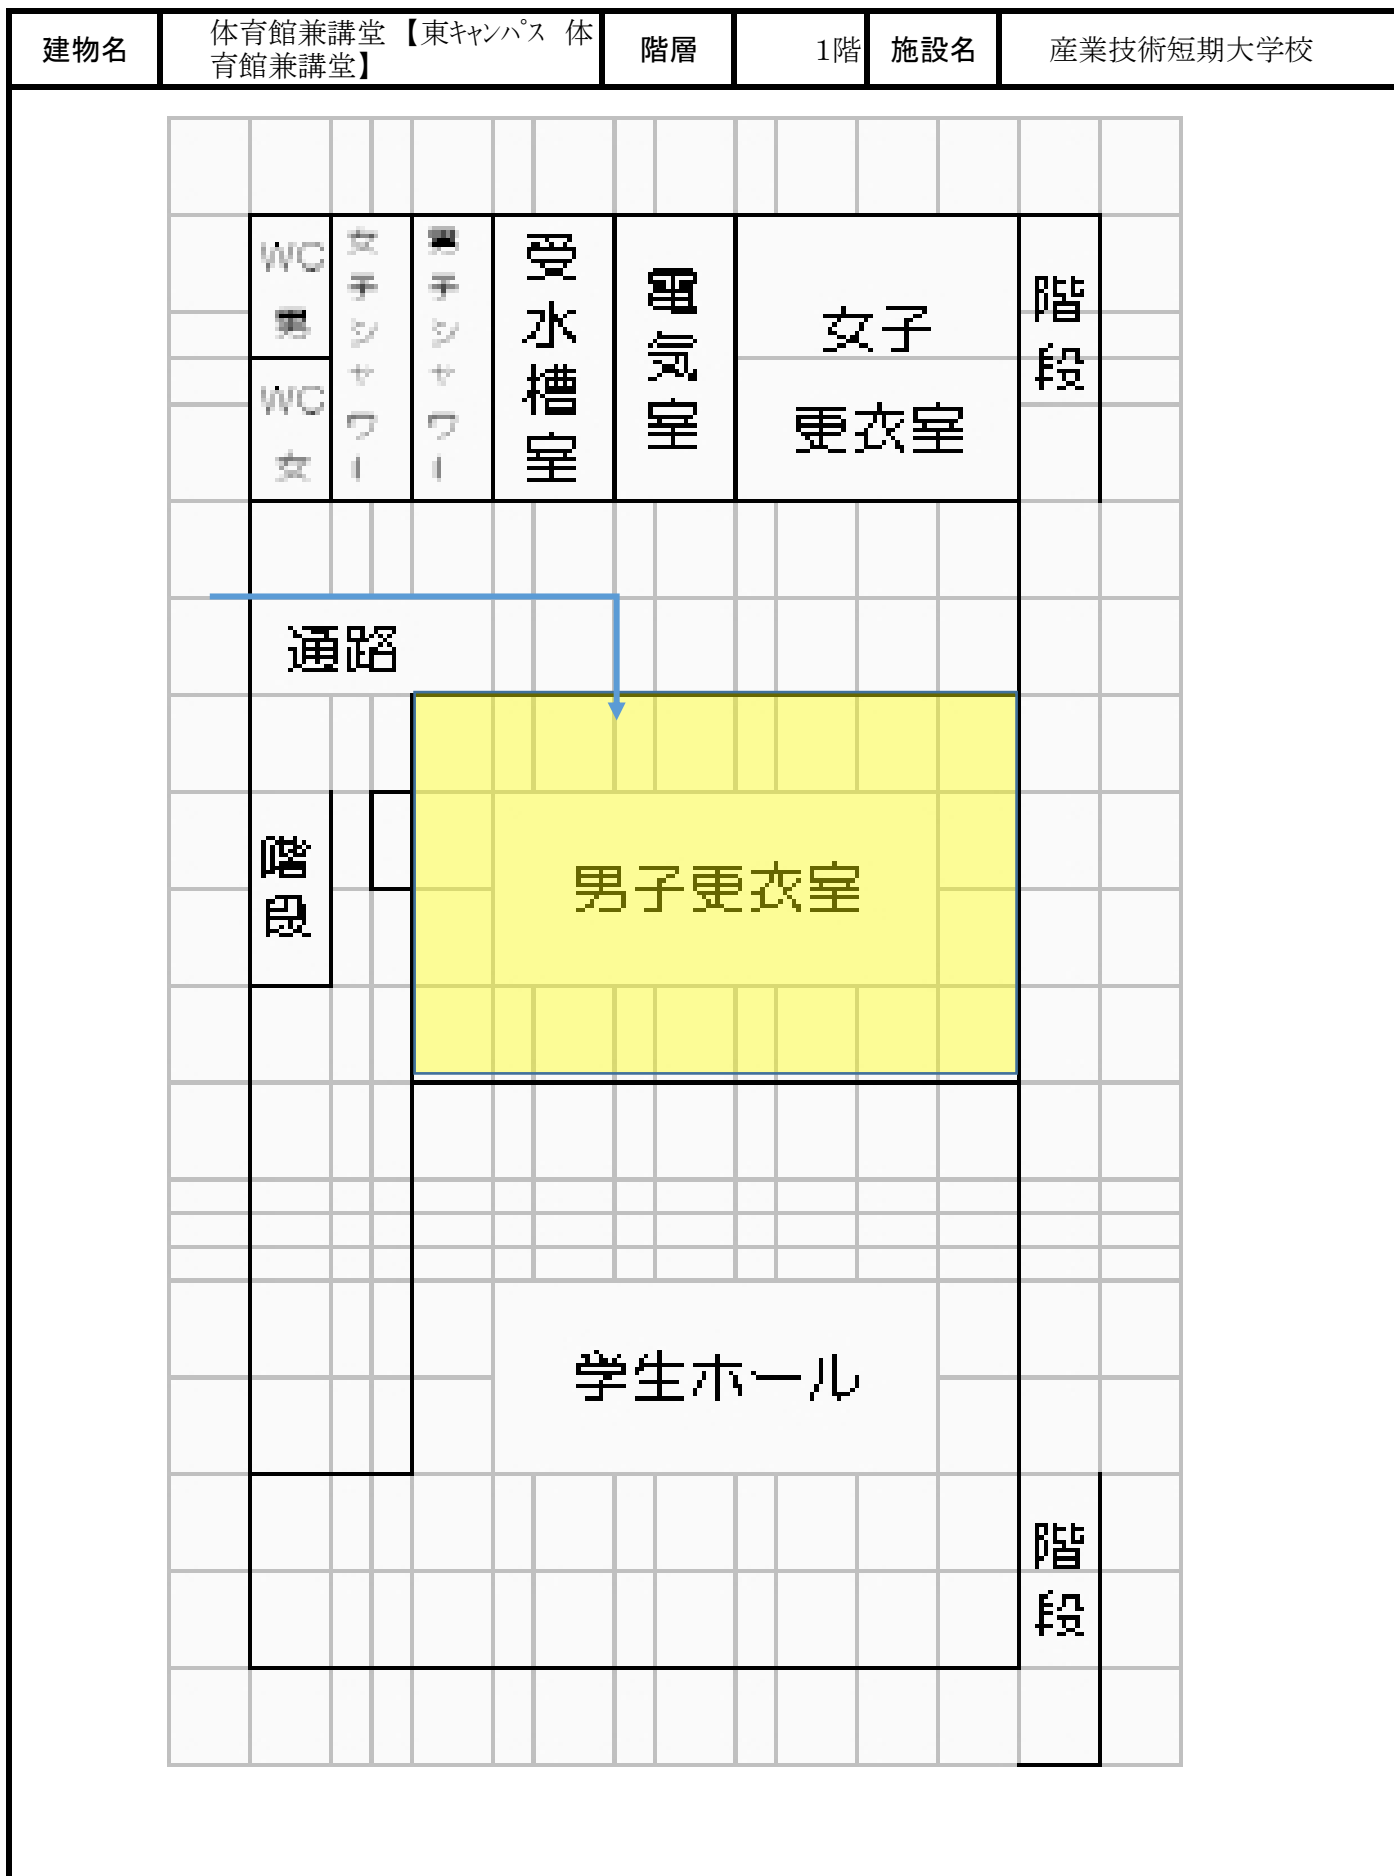 建物名
体育館兼講堂【東キャンパス 体
育館兼講堂】
階層
1階
施設名
産業技術短期大学校
WC
男
WC
女
女子シャワー
男子シャワー
受水槽室
電気室
女子
更衣室
階段
通路
階段
男子更衣室
学生ホール
階段